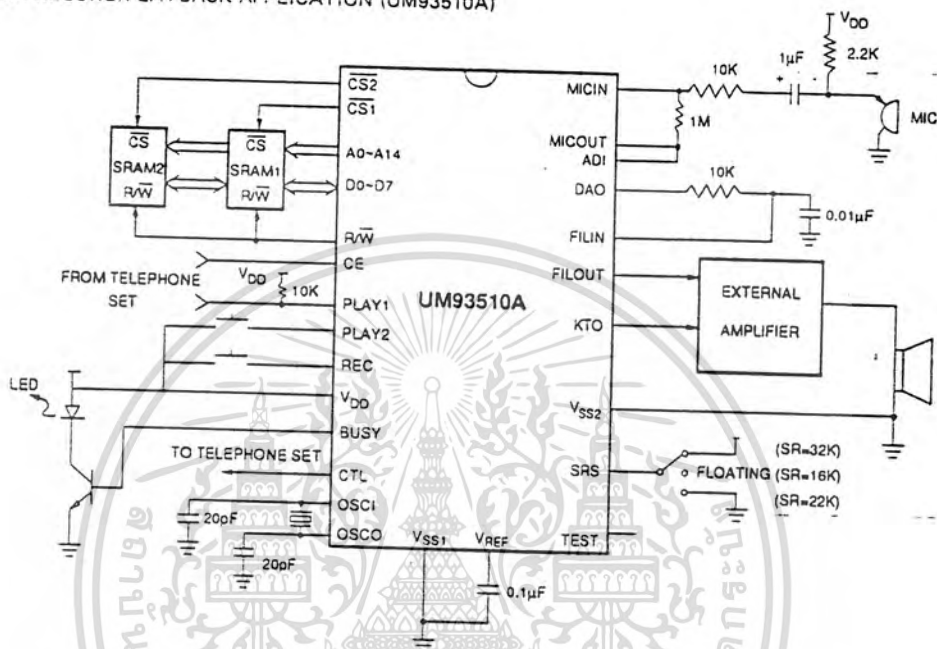 APPLICATION (UM93510A)
CS2
CS1
CS
SRAM2
R/W
CS
SRAM1
R/W
A0~A14
D0~D7
R/W
CE
FROM TELEPHONE
SET
VDD
10K
PLAY1
PLAY2
REC
LED
VDD
BUSY
TO TELEPHONE SET
CTL
OSCI
20pF
OSCO
20pF
UM93510A
VSS1
VREF
0.1µF
MICIN
10K
1µF
+
-
VDD
2.2K
MIC
1M
MICOUT
ADI
DAO
10K
0.01µF
FILIN
FILOUT
KTO
EXTERNAL
AMPLIFIER
VSS2
SRS
FLOATING
(SR=32K)
(SR=16K)
(SR=22K)
TEST